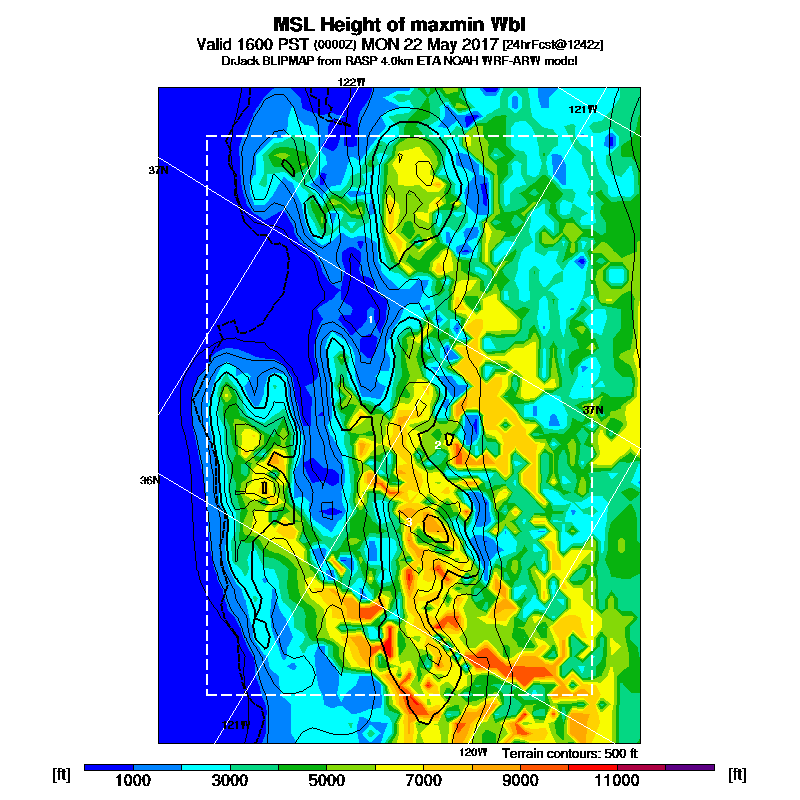 MSL Height of maxmin Wbl
Valid 1600 PST (0000Z) MON 22 May 2017 [24hrFcst@1242z]
DrJack BLIPMAP from RASP 4.0km ETA NOAH WRF-ARW model
122W
121W
37N
1
37N
2
36N
3
121W
120W
Terrain contours: 500 ft
[ft] 1000 3000 5000 7000 9000 11000 [ft]